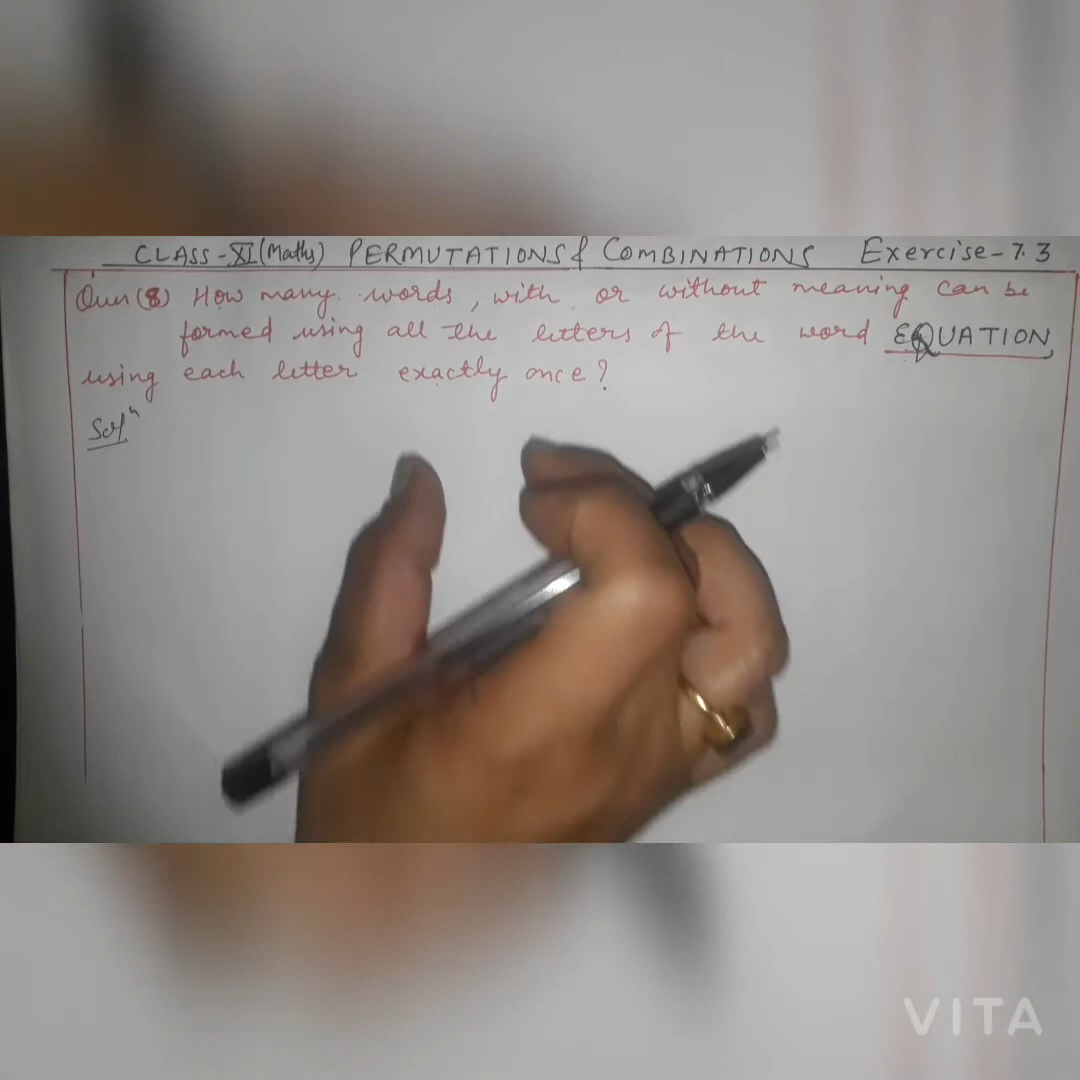 CLASS-XI (Maths) PERMUTATIONS & COMBINATIONS Exercise-7.3
Ques (8) How many words, with or without meaning can be
formed using all the letters of the word EQUATION,
using each letter exactly once?
Solⁿ
VITA